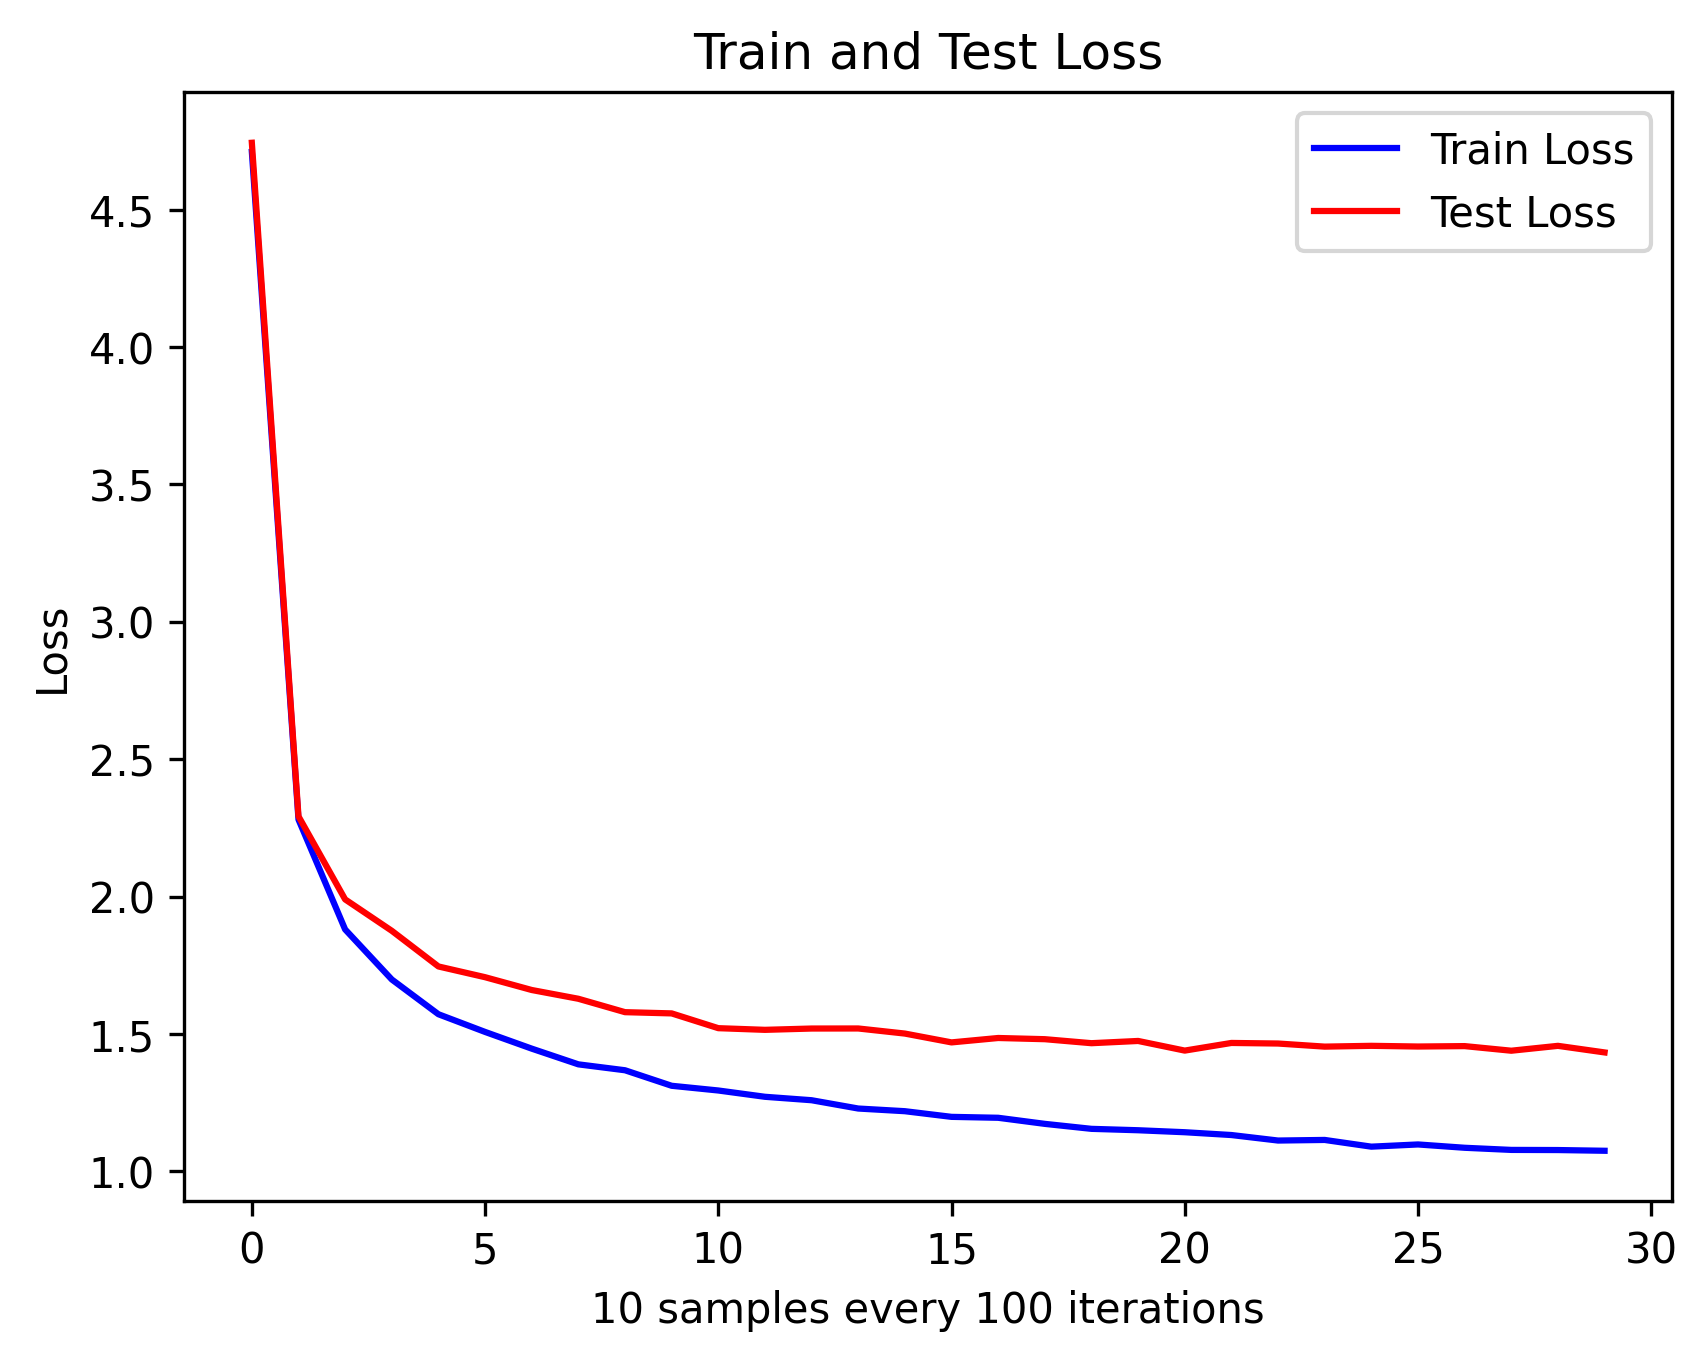 Train and Test Loss
Train Loss
Test Loss
4.5
4.0
3.5
3.0
2.5
2.0
1.5
1.0
Loss
0 5 10 15 20 25 30
10 samples every 100 iterations